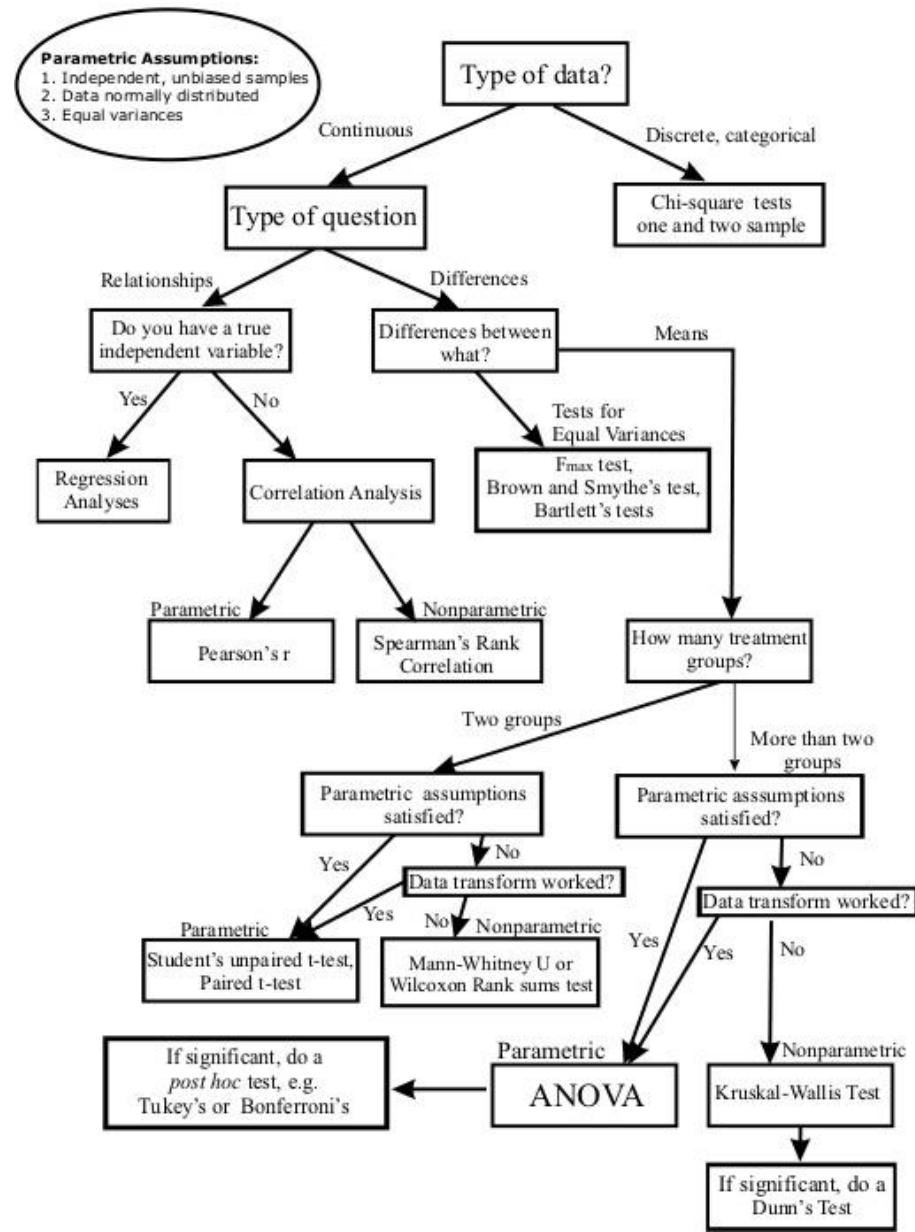 Parametric Assumptions:
1. Independent, unbiased samples
2. Data normally distributed
3. Equal variances
Type of data?
Continuous
Discrete, categorical
Type of question
Chi-square tests
one and two sample
Relationships
Differences
Do you have a true
independent variable?
Differences between
what?
Means
Yes
No
Tests for
Equal Variances
Regression
Analyses
Correlation Analysis
Fmax test,
Brown and Smythe's test,
Bartlett's tests
Parametric
Nonparametric
Pearson's r
Spearman's Rank
Correlation
How many treatment
groups?
Two groups
More than two
groups
Parametric assumptions
satisfied?
Parametric asssumptions
satisfied?
Yes
No
No
Data transform worked?
Data transform worked?
Parametric
Yes
No
Nonparametric
Yes
Yes
No
Student's unpaired t-test,
Paired t-test
Mann-Whitney U or
Wilcoxon Rank sums test
If significant, do a
post hoc test, e.g.
Tukey's or Bonferroni's
Parametric
ANOVA
Nonparametric
Kruskal-Wallis Test
If significant, do a
Dunn's Test